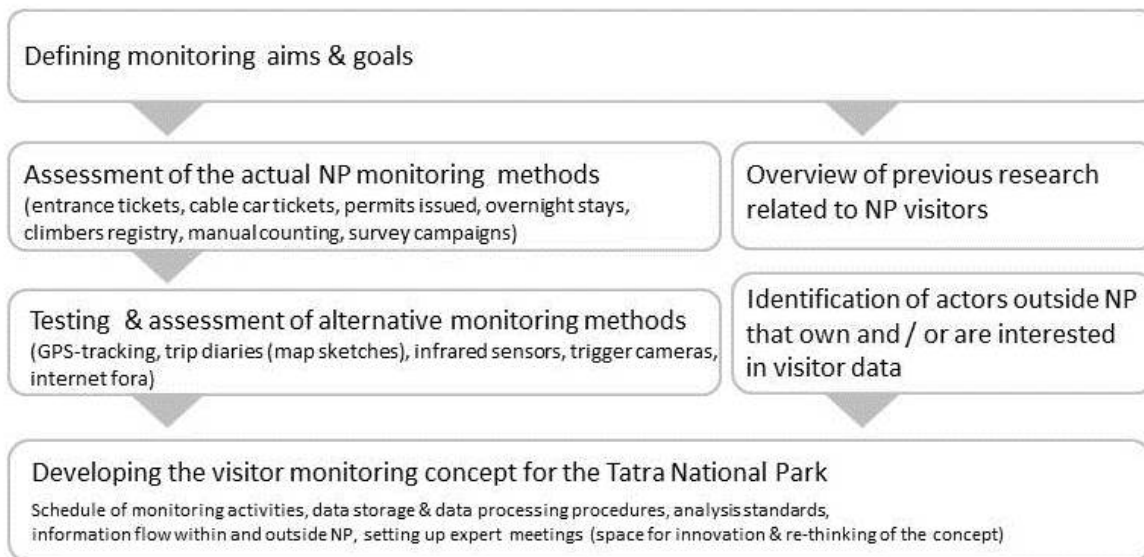 Defining monitoring aims & goals
Assessment of the actual NP monitoring methods
(entrance tickets, cable car tickets, permits issued, overnight stays,
climbers registry, manual counting, survey campaigns)
Overview of previous research
related to NP visitors
Testing & assessment of alternative monitoring methods
(GPS-tracking, trip diaries (map sketches), infrared sensors, trigger cameras,
internet fora)
Identification of actors outside NP
that own and / or are interested
in visitor data
Developing the visitor monitoring concept for the Tatra National Park
Schedule of monitoring activities, data storage & data processing procedures, analysis standards,
information flow within and outside NP, setting up expert meetings (space for innovation & re-thinking of the concept)